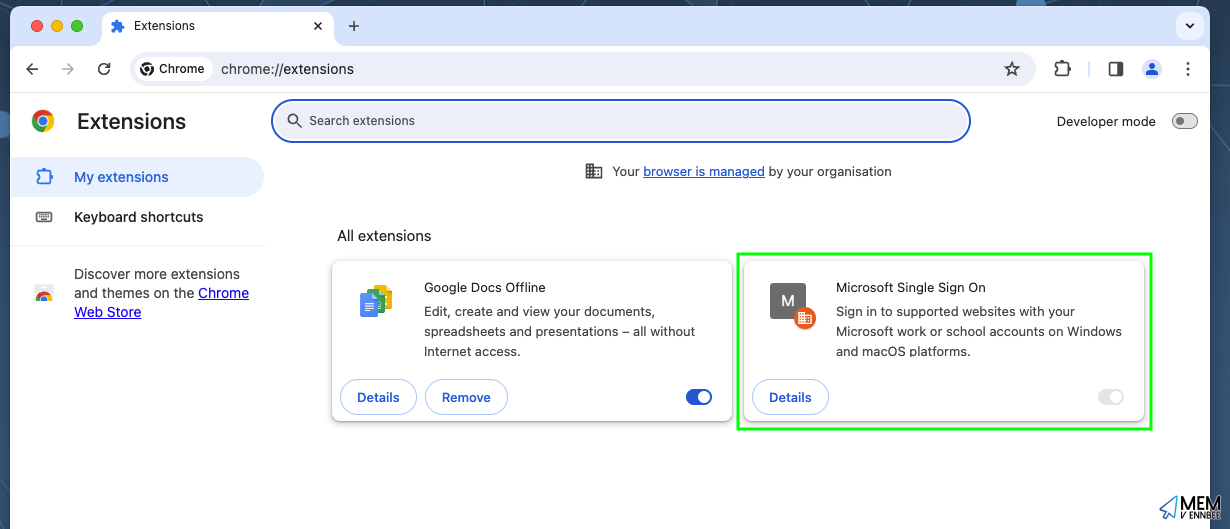 Extensions
Chrome
chrome://extensions
Extensions
Search extensions
Developer mode
My extensions
Keyboard shortcuts
Discover more extensions
and themes on the Chrome
Web Store
Your browser is managed by your organisation
All extensions
Google Docs Offline
Edit, create and view your documents,
spreadsheets and presentations – all without
Internet access.
Details
Remove
M
Microsoft Single Sign On
Sign in to supported websites with your
Microsoft work or school accounts on Windows
and macOS platforms.
Details
MEM
V ENNBEE